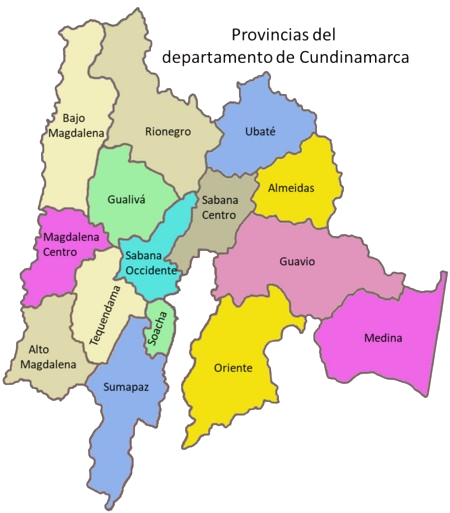 Provincias del
departamento de Cundinamarca
Bajo
Magdalena
Rionegro
Ubaté
Almeidas
Gualivá
Sabana
Centro
Magdalena
Centro
Sabana
Occidente
Guavio
Tequendama
Soacha
Medina
Alto
Magdalena
Oriente
Sumapaz